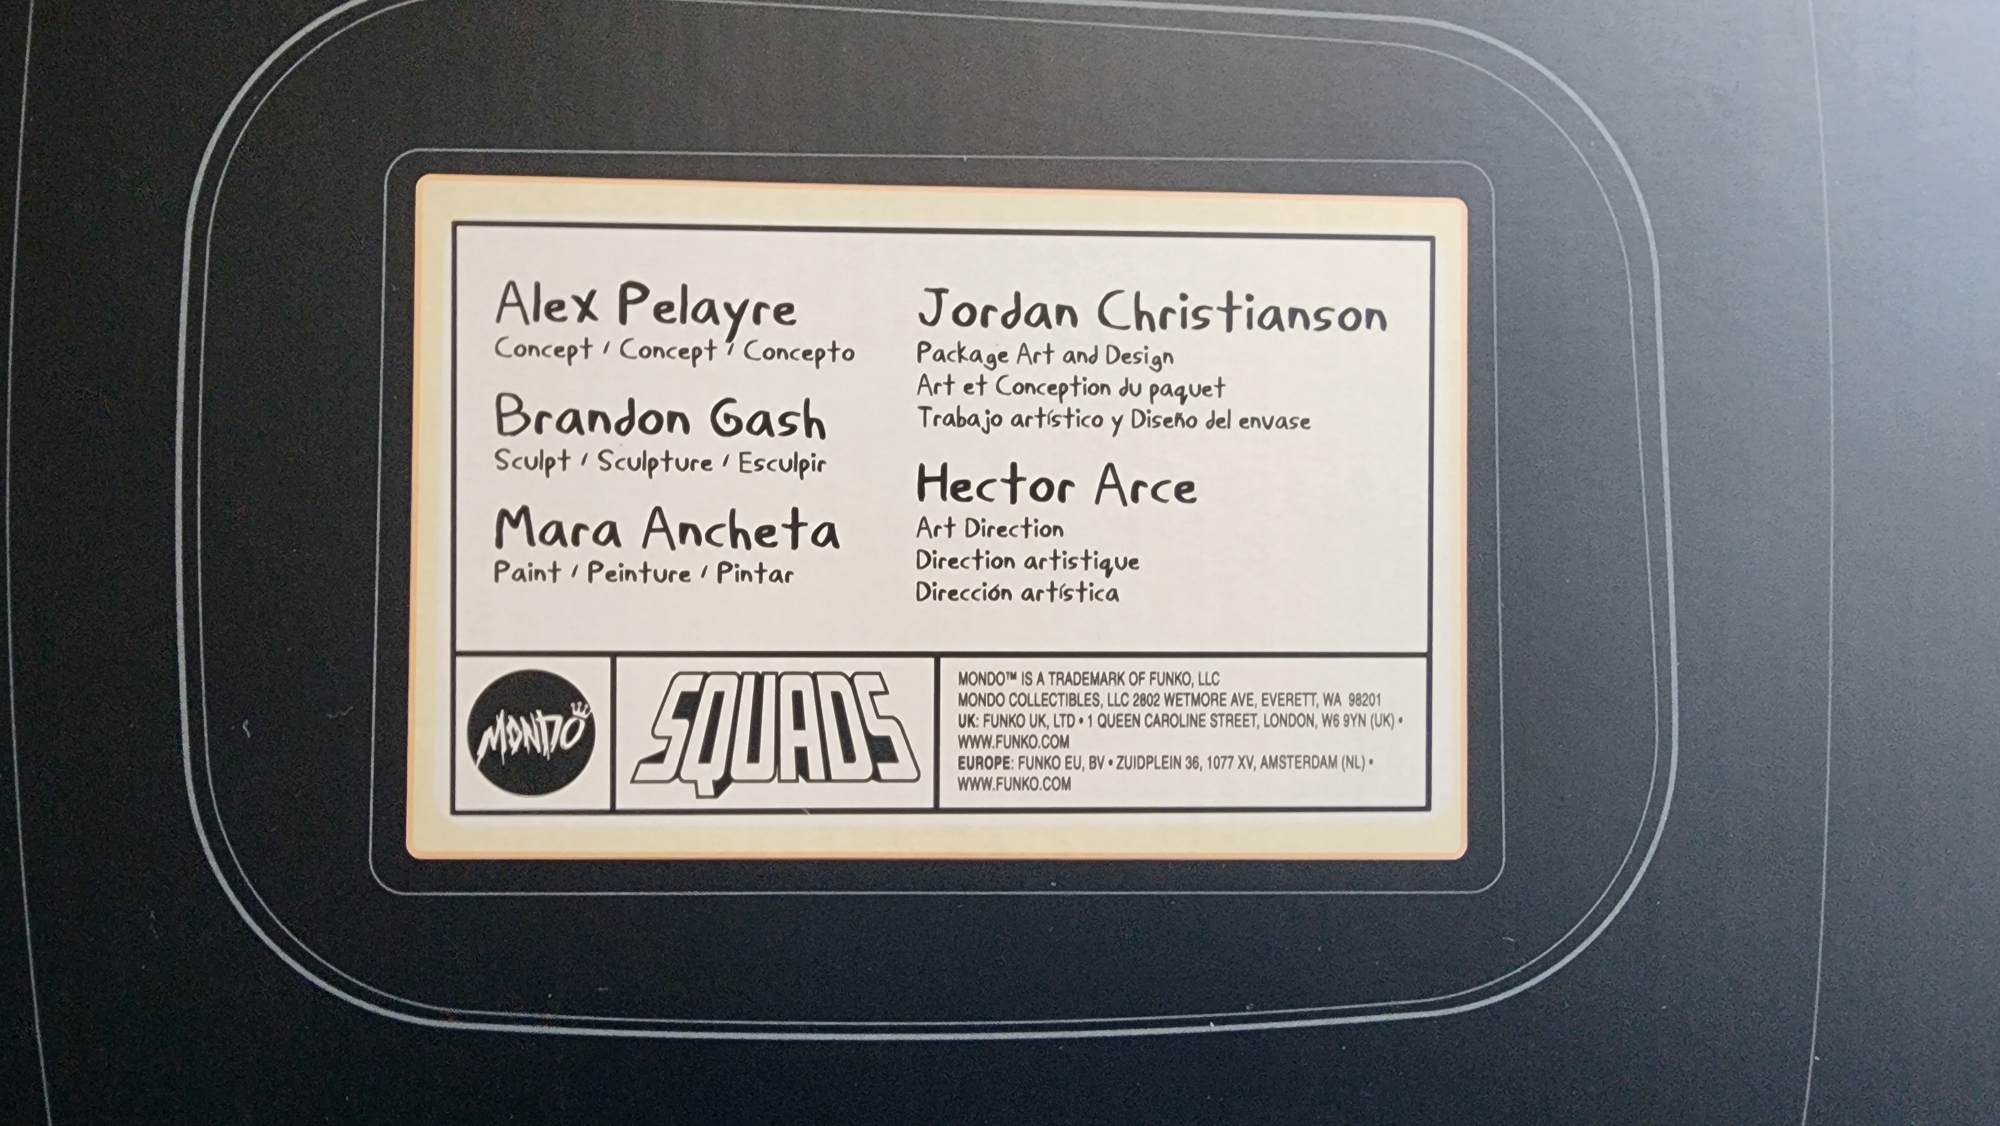 Alex Pelayre
Concept / Concept / Concepto
Brandon Gash
Sculpt / Sculpture / Esculpir
Mara Ancheta
Paint / Peinture / Pintar
Jordan Christianson
Package Art and Design
Art et Conception du paquet
Trabajo artístico y Diseño del envase
Hector Arce
Art Direction
Direction artistique
Dirección artística
MONDO
SQUADS
MONDO™ IS A TRADEMARK OF FUNKO, LLC
MONDO COLLECTIBLES, LLC 2802 WETMORE AVE, EVERETT, WA 98201
UK: FUNKO UK, LTD • 1 QUEEN CAROLINE STREET, LONDON, W6 9YN (UK) •
WWW.FUNKO.COM
EUROPE: FUNKO EU, BV • ZUIDPLEIN 36, 1077 XV, AMSTERDAM (NL) •
WWW.FUNKO.COM